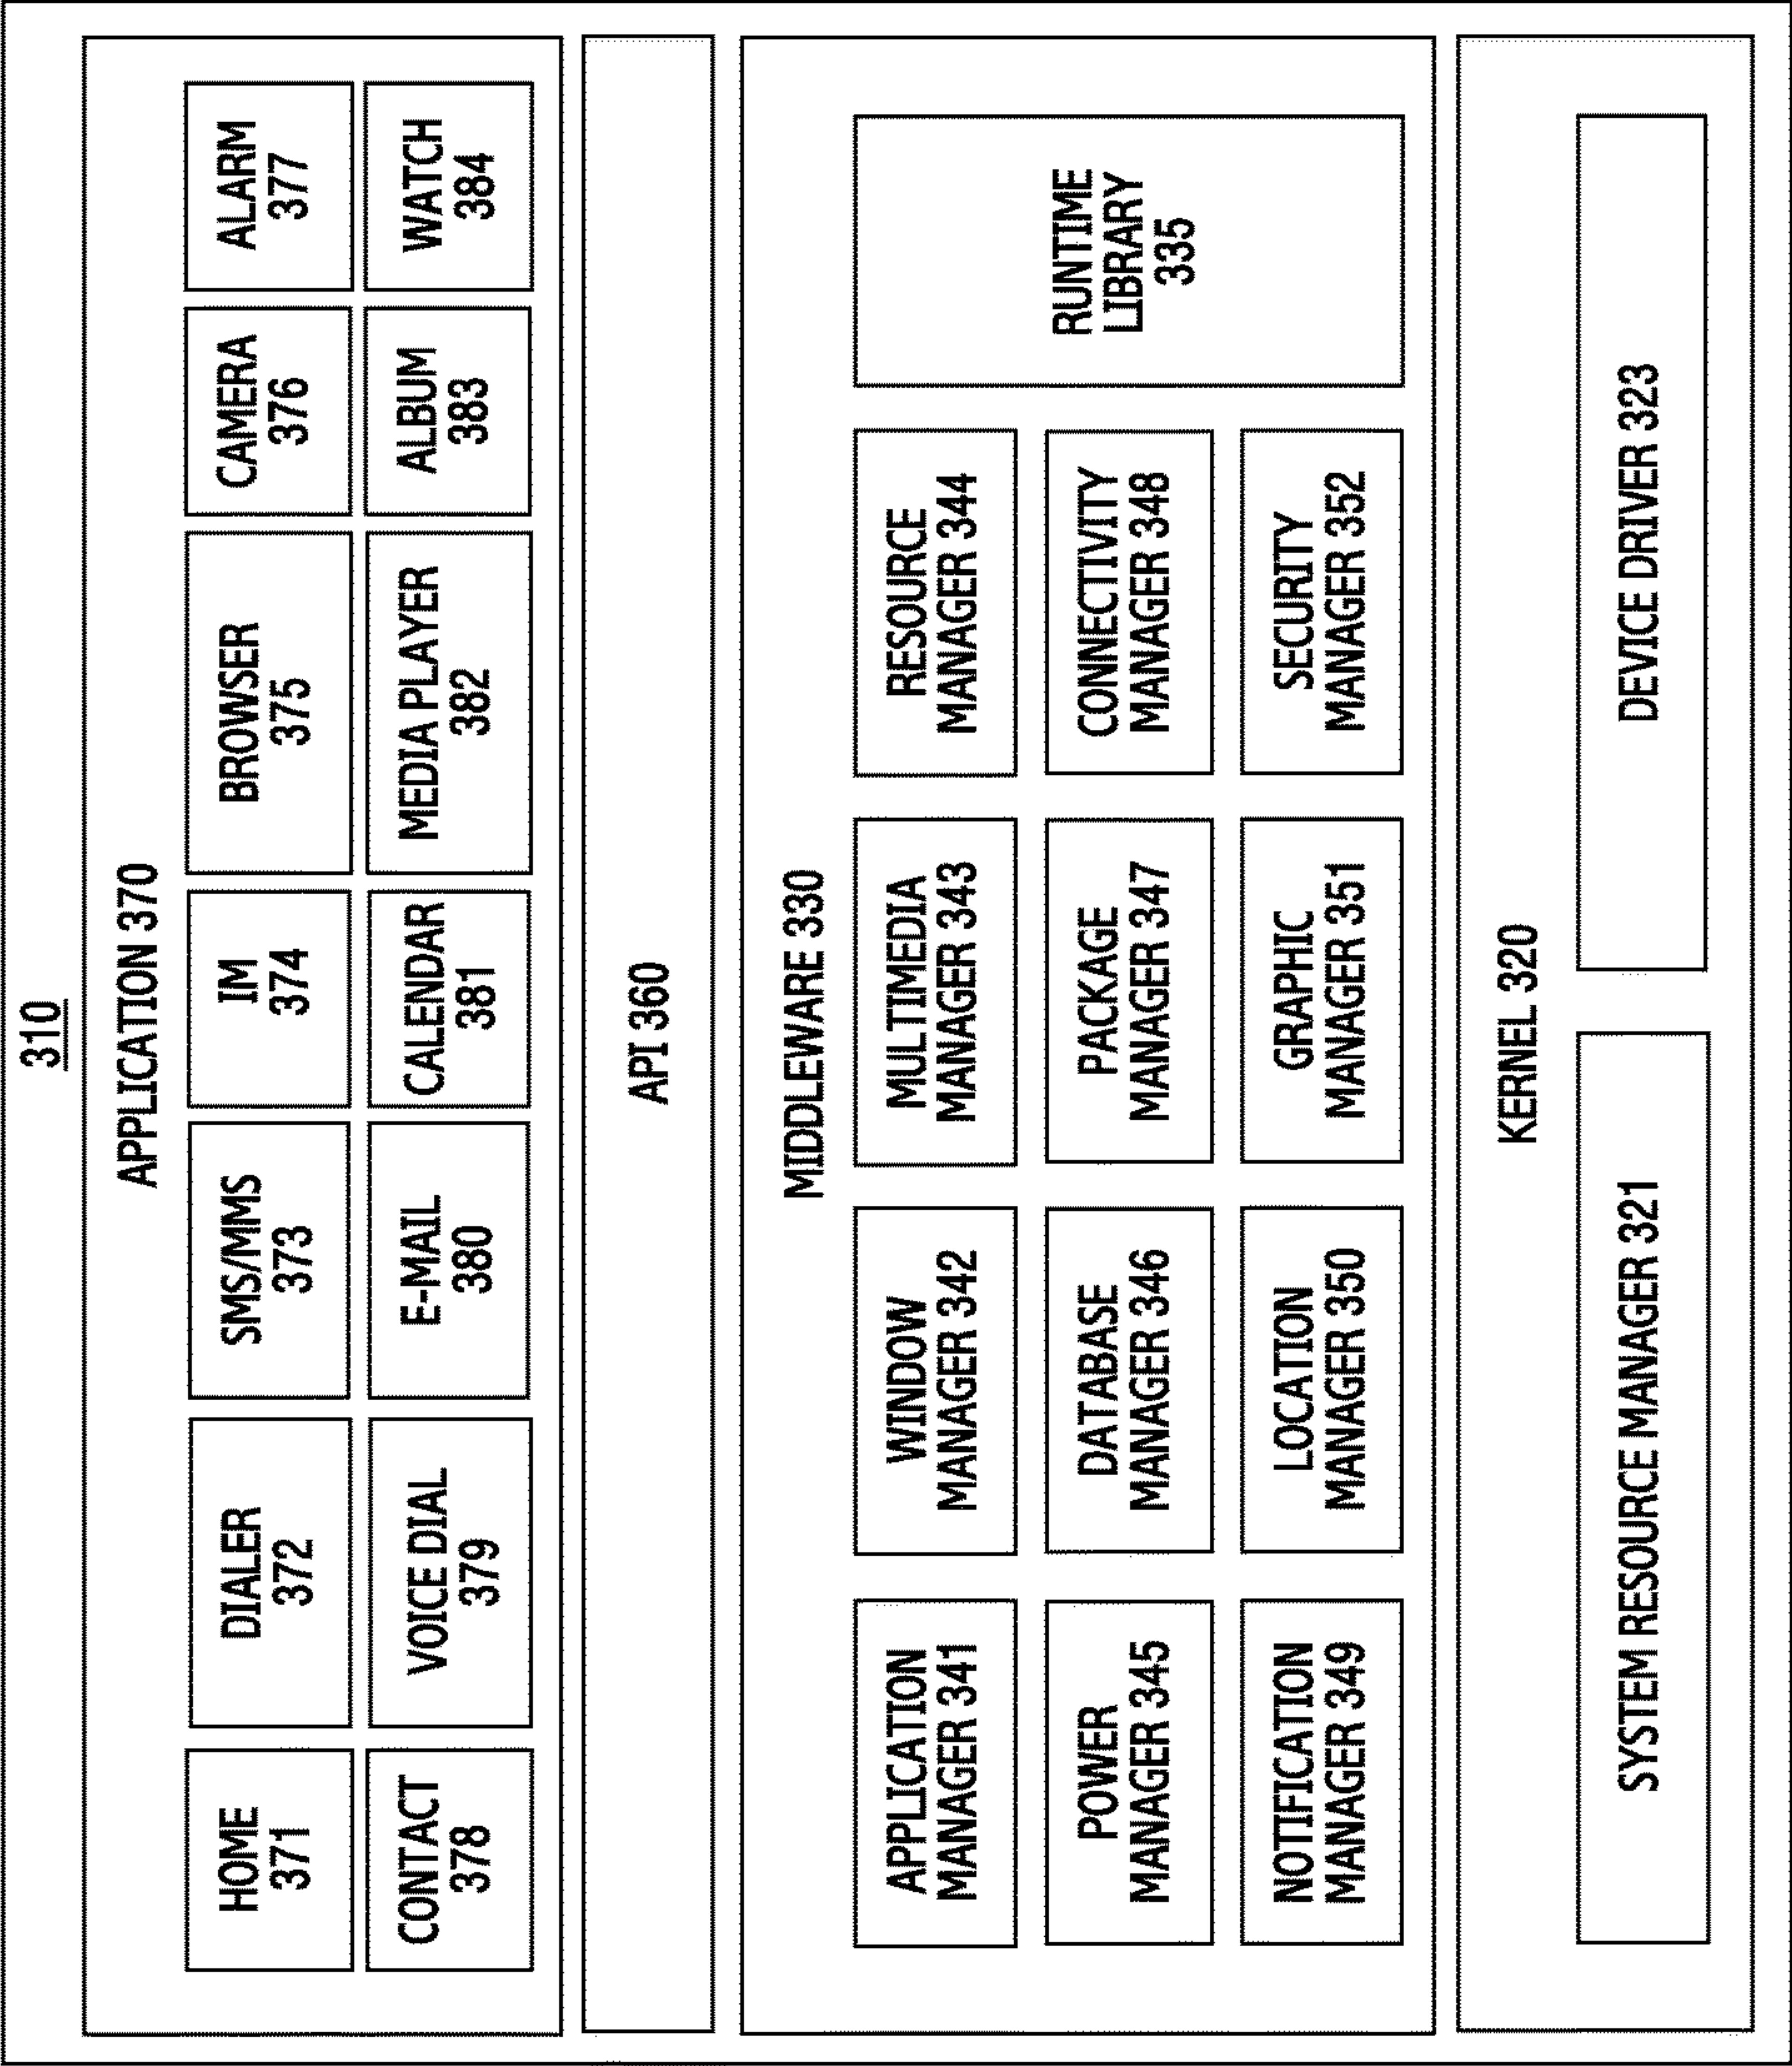 310
APPLICATION 370
HOME
371
DIALER
372
SMS/MMS
373
IM
374
BROWSER
375
CAMERA
376
ALARM
377
CONTACT
378
VOICE DIAL
379
E-MAIL
380
CALENDAR
381
MEDIA PLAYER
382
ALBUM
383
WATCH
384
API 360
MIDDLEWARE 330
APPLICATION
MANAGER 341
WINDOW
MANAGER 342
MULTIMEDIA
MANAGER 343
RESOURCE
MANAGER 344
POWER
MANAGER 345
DATABASE
MANAGER 346
PACKAGE
MANAGER 347
CONNECTIVITY
MANAGER 348
NOTIFICATION
MANAGER 349
LOCATION
MANAGER 350
GRAPHIC
MANAGER 351
SECURITY
MANAGER 352
RUNTIME
LIBRARY
335
KERNEL 320
SYSTEM RESOURCE MANAGER 321
DEVICE DRIVER 323